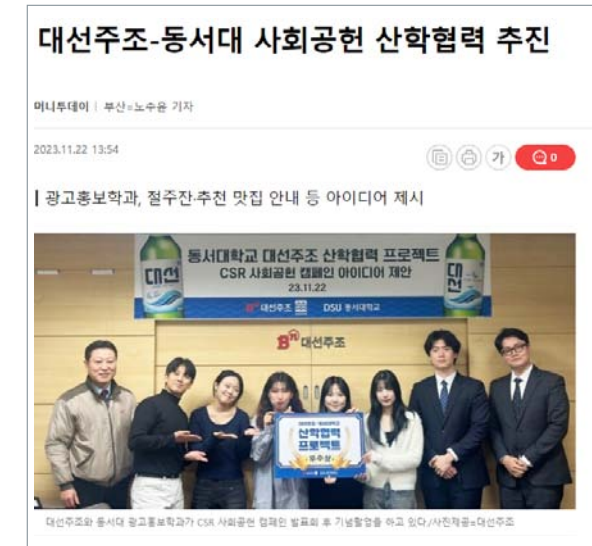 대선주조-동서대 사회공헌 산학협력 추진
머니투데이 | 부산=노수윤 기자
2023.11.22 13:54
가
0
광고홍보학과, 절주잔·추천 맛집 안내 등 아이디어 제시
동서대학교 대선주조 산학협력 프로젝트
CSR 사회공헌 캠페인 아이디어 제안
23.11.22
대선주조 DSU 동서대학교
대선
대선
대선주조
산학협력
프로젝트
우수상
대선주조와 동서대 광고홍보학과가 CSR 사회공헌 캠페인 발표회 후 기념촬영을 하고 있다./사진제공=대선주조